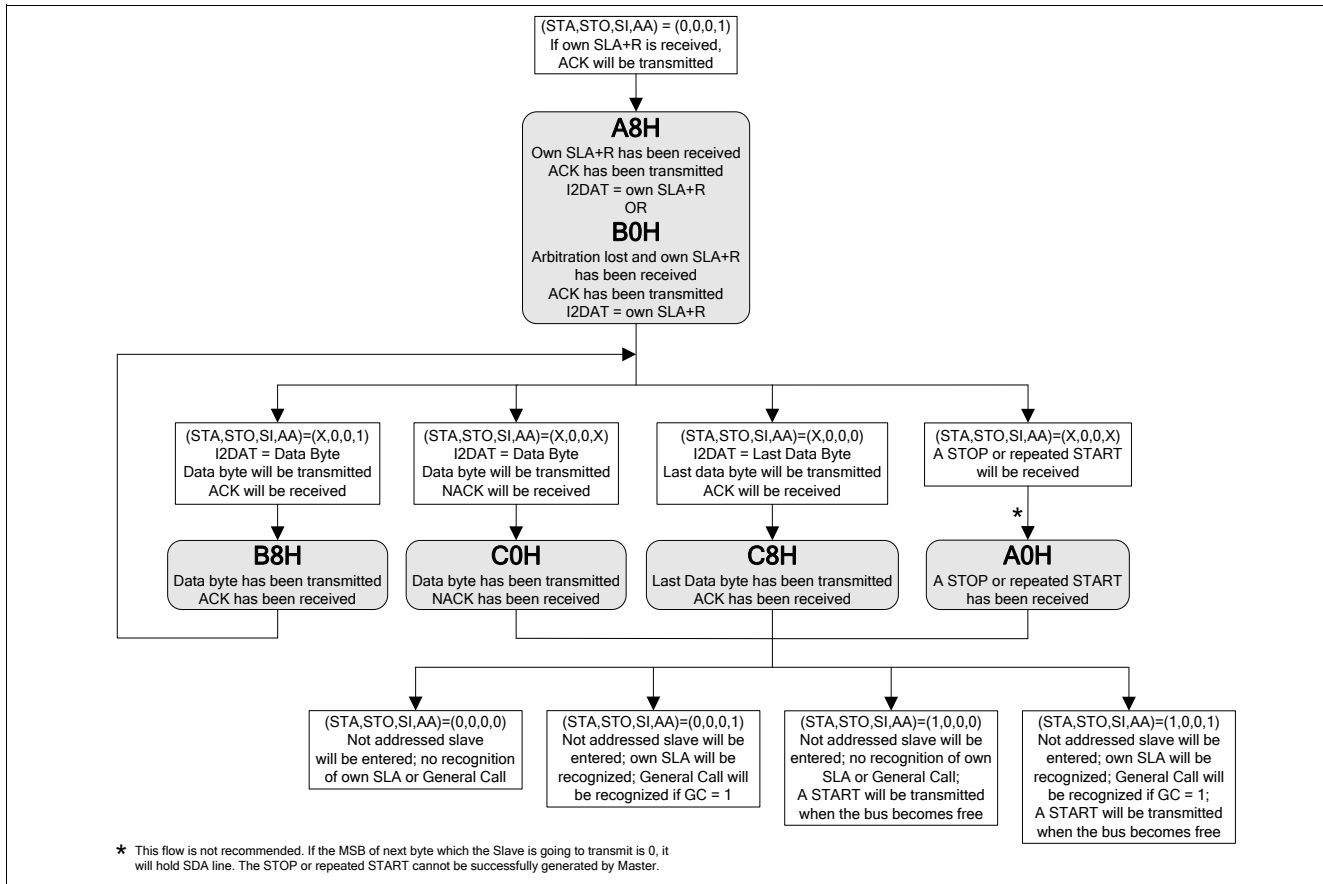 (STA,STO,SI,AA) = (0,0,0,1)
If own SLA+R is received,
ACK will be transmitted
A8H
Own SLA+R has been received
ACK has been transmitted
I2DAT = own SLA+R
OR
B0H
Arbitration lost and own SLA+R
has been received
ACK has been transmitted
I2DAT = own SLA+R
(STA,STO,SI,AA)=(X,0,0,1)
I2DAT = Data Byte
Data byte will be transmitted
ACK will be received
(STA,STO,SI,AA)=(X,0,0,X)
I2DAT = Data Byte
Data byte will be transmitted
NACK will be received
(STA,STO,SI,AA)=(X,0,0,0)
I2DAT = Last Data Byte
Last data byte will be transmitted
ACK will be received
(STA,STO,SI,AA)=(X,0,0,X)
A STOP or repeated START
will be received
*
B8H
Data byte has been transmitted
ACK has been received
C0H
Data byte has been transmitted
NACK has been received
C8H
Last Data byte has been transmitted
ACK has been received
A0H
A STOP or repeated START
has been received
(STA,STO,SI,AA)=(0,0,0,0)
Not addressed slave
will be entered; no recognition
of own SLA or General Call
(STA,STO,SI,AA)=(0,0,0,1)
Not addressed slave will be
entered; own SLA will be
recognized; General Call will
be recognized if GC = 1
(STA,STO,SI,AA)=(1,0,0,0)
Not addressed slave will be
entered; no recognition of own
SLA or General Call;
A START will be transmitted
when the bus becomes free
(STA,STO,SI,AA)=(1,0,0,1)
Not addressed slave will be
entered; own SLA will be
recognized; General Call will
be recognized if GC = 1;
A START will be transmitted
when the bus becomes free
* This flow is not recommended. If the MSB of next byte which the Slave is going to transmit is 0, it
will hold SDA line. The STOP or repeated START cannot be successfully generated by Master.